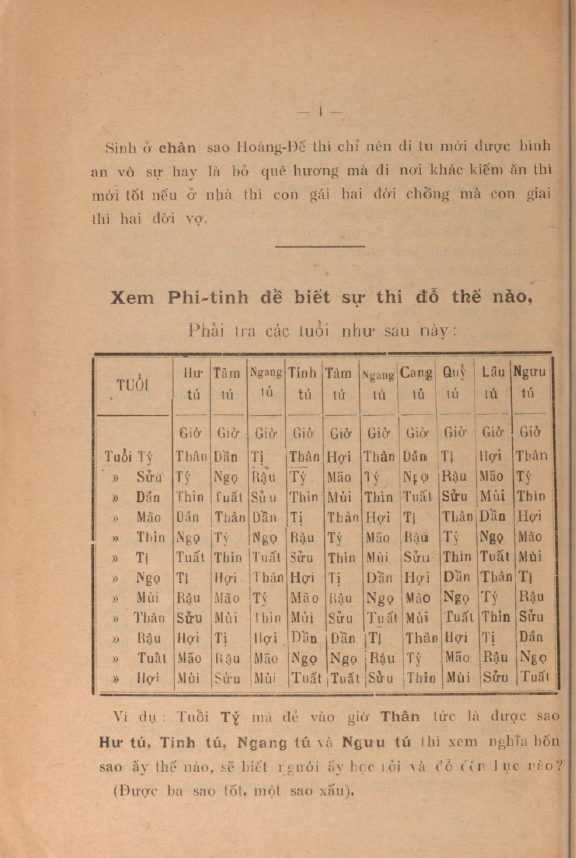 — 1 —
Sinh ở chân sao Hoàng-Đế thì chỉ nên đi tu mới được bình
an vô sự hay là bỏ quê hương mà đi nơi khác kiếm ăn thì
mới tốt nếu ở nhà thì con gái hai đời chồng mà con giai
thì hai đời vợ.
Xem Phi-tinh để biết sự thi đỗ thế nào,
Phải tra các tuổi như sau này :
TUỔI Hư tú Tâm tú Ngang tú Tinh tú Tâm tú Ngang tú Cang tú Quỷ tú Lâu tú Ngưu tú
Giờ Giờ Giờ Giờ Giờ Giờ Giờ Giờ Giờ Giờ
Tuổi Tý Thân Dần Tị Thân Hợi Thân Dần Tị Hợi Thân
» Sửu Tý Ngọ Rậu Tý Mão Tý Ngọ Rậu Mão Tý
» Dần Thìn Tuất Sửu Thìn Mùi Thìn Tuất Sửu Mùi Thìn
» Mão Dần Thân Dần Tị Thân Hợi Tị Thân Dần Hợi
» Thìn Ngọ Tý Ngọ Rậu Tý Mão Rậu Tý Ngọ Mão
» Tị Tuất Thìn Tuất Sửu Thìn Mùi Sửu Thìn Tuất Mùi
» Ngọ Tị Hợi Thân Hợi Tị Dần Hợi Dần Thân Tị
» Mùi Rậu Mão Tý Mão Rậu Ngọ Mão Ngọ Tý Rậu
» Thân Sửu Mùi Thìn Mùi Sửu Tuất Mùi Tuất Thìn Sửu
» Rậu Hợi Tị Hợi Dần Dần Tị Thân Hợi Tị Dần
» Tuất Mão Rậu Mão Ngọ Ngọ Rậu Tý Mão Rậu Ngọ
» Hợi Mùi Sửu Mùi Tuất Tuất Sửu Thìn Mùi Sửu Tuất
Ví dụ : Tuổi Tý mà đẻ vào giờ Thân tức là được sao
Hư tú, Tinh tú, Ngang tú và Ngưu tú thì xem nghĩa bốn
sao ấy thế nào, sẽ biết người ấy học rỏi và đỗ đến bực nào?
(Được ba sao tốt, một sao xấu).